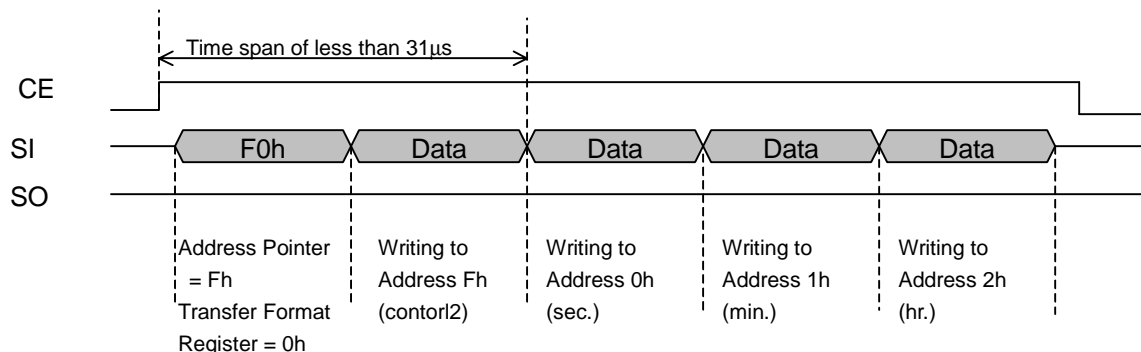 Time span of less than 31μs
CE
SI F0h Data Data Data Data
SO
Address Pointer
= Fh
Transfer Format
Register = 0h
Writing to
Address Fh
(contorl2)
Writing to
Address 0h
(sec.)
Writing to
Address 1h
(min.)
Writing to
Address 2h
(hr.)